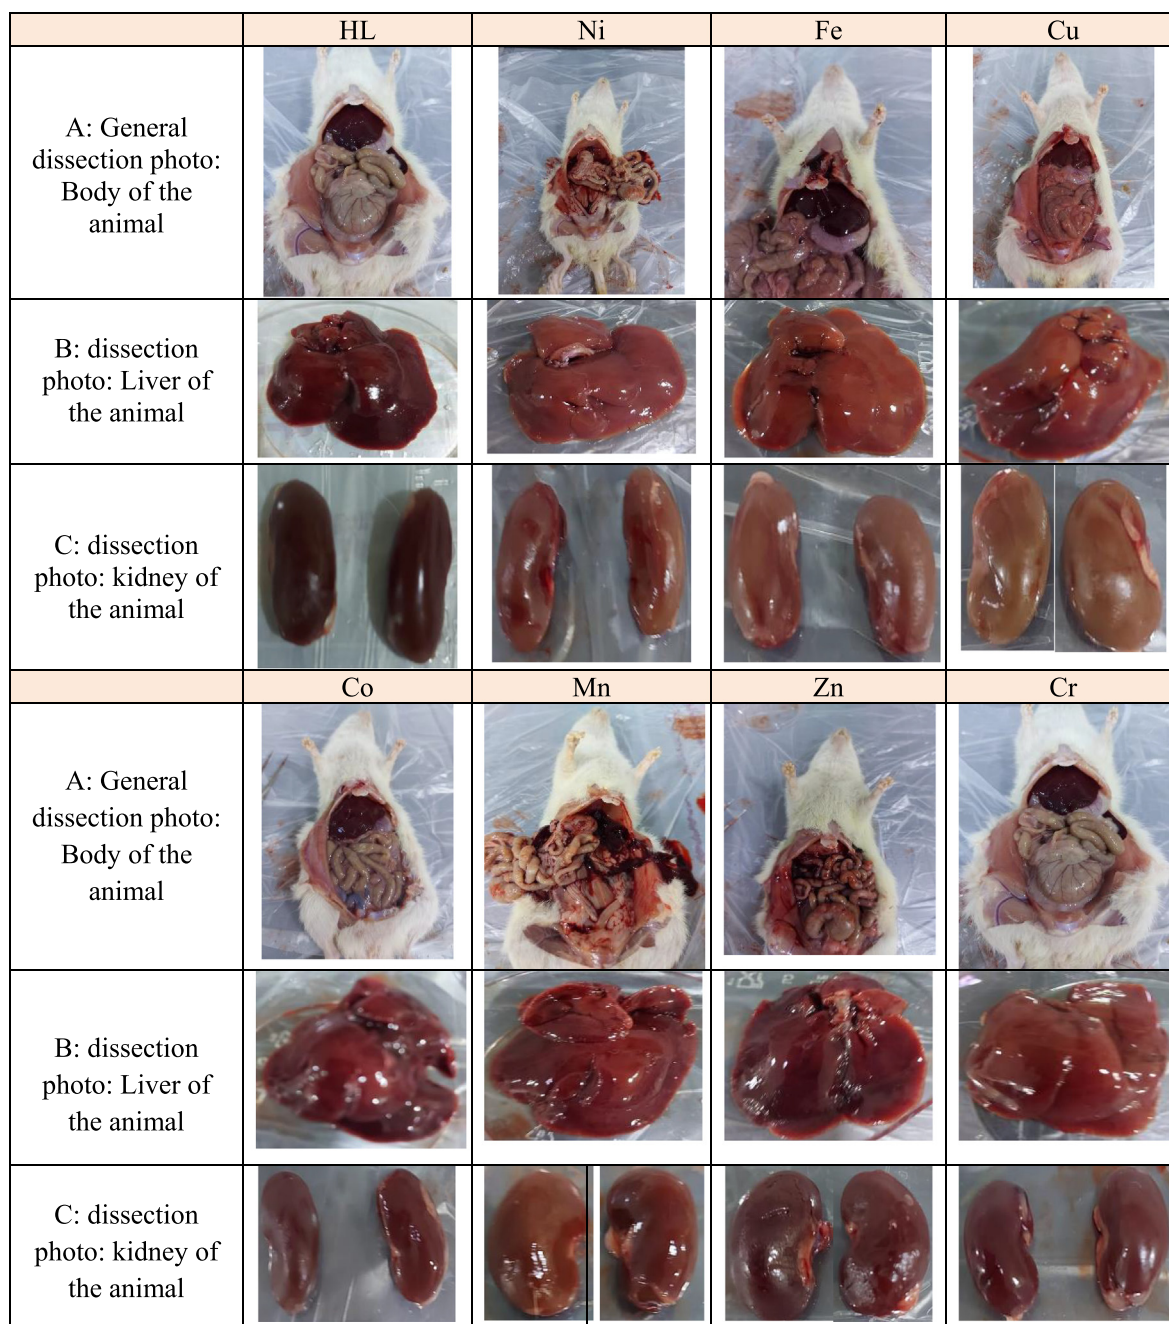 HL Ni Fe Cu
A: General
dissection photo:
Body of the
animal
B: dissection
photo: Liver of
the animal
C: dissection
photo: kidney of
the animal
Co Mn Zn Cr
A: General
dissection photo:
Body of the
animal
B: dissection
photo: Liver of
the animal
C: dissection
photo: kidney of
the animal